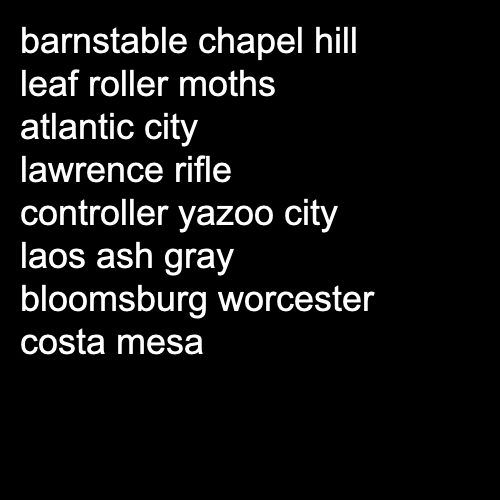 barnstable chapel hill
leaf roller moths
atlantic city
lawrence rifle
controller yazoo city
laos ash gray
bloomsburg worcester
costa mesa